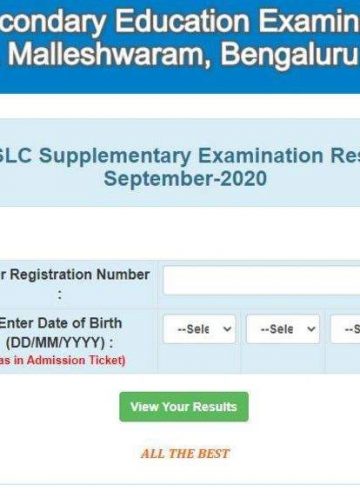 condary Education Examin
Malleshwaram, Bengaluru
SLC Supplementary Examination Res
September-2020
r Registration Number
:
Enter Date of Birth
(DD/MM/YYYY) :
as in Admission Ticket)
--Sele
--Sele
--S
View Your Results
ALL THE BEST